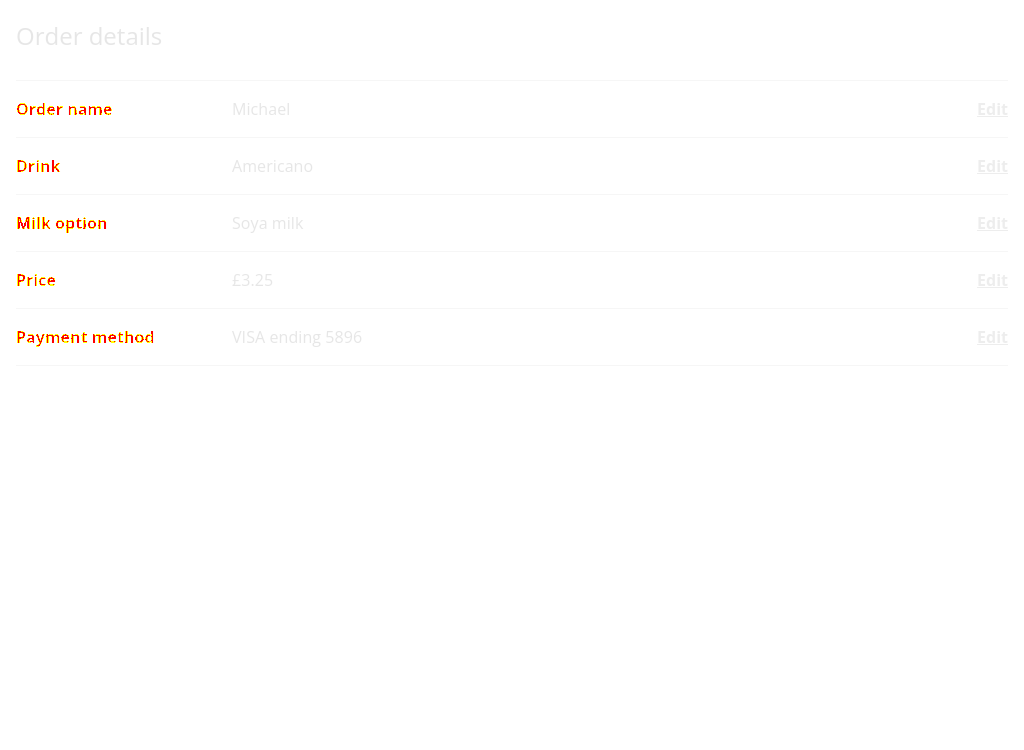 Order details
Order name Michael Edit
Drink Americano Edit
Milk option Soya milk Edit
Price £3.25 Edit
Payment method VISA ending 5896 Edit